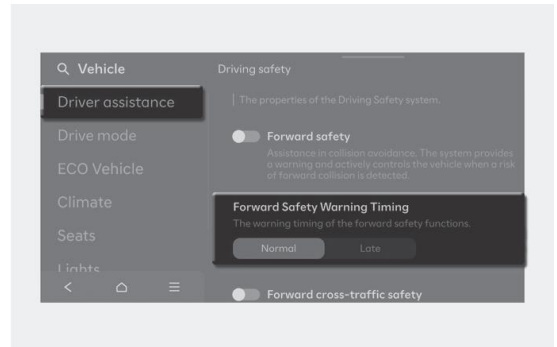 Vehicle
Driver assistance
Drive mode
ECO Vehicle
Climate
Seats
Lights
Driving safety
The properties of the Driving Safety system.
Forward safety
Assistance in collision avoidance. The system provides
a warning and actively controls the vehicle when a risk
of forward collision is detected.
Forward Safety Warning Timing
The warning timing of the forward safety functions.
Normal Late
Forward cross-traffic safety